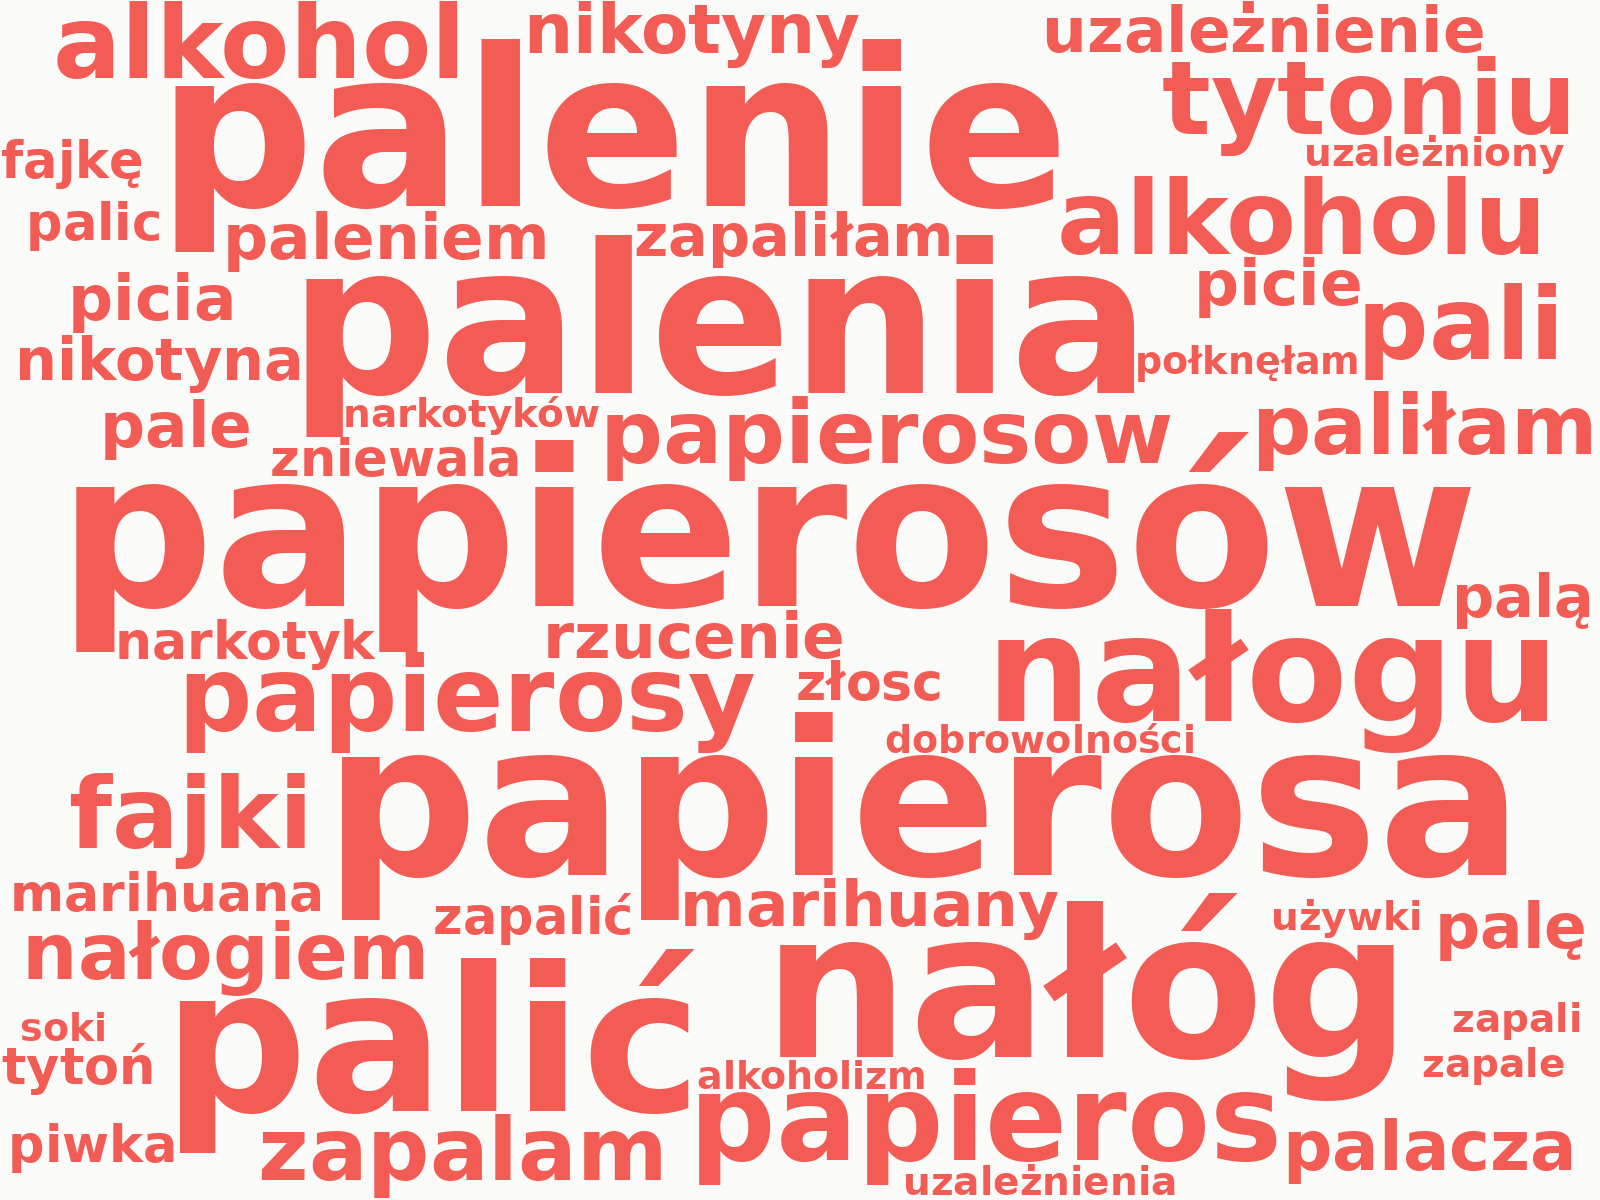 alkohol
nikotyny
uzależnienie
palenie
tytoniu
fajkę
uzależniony
palic
paleniem
zapaliłam
alkoholu
picia
palenia
picie
pali
nikotyna
połknęłam
pale
narkotyków
papierosow
paliłam
zniewala
papierosów
palą
narkotyk
rzucenie
nałogu
papierosy
złosc
dobrowolności
fajki
papierosa
marihuana
zapalić
marihuany
używki
palę
nałogiem
palić
nałóg
soki
zapali
tytoń
zapale
alkoholizm
piwka
zapalam
papieros
palacza
uzależnienia